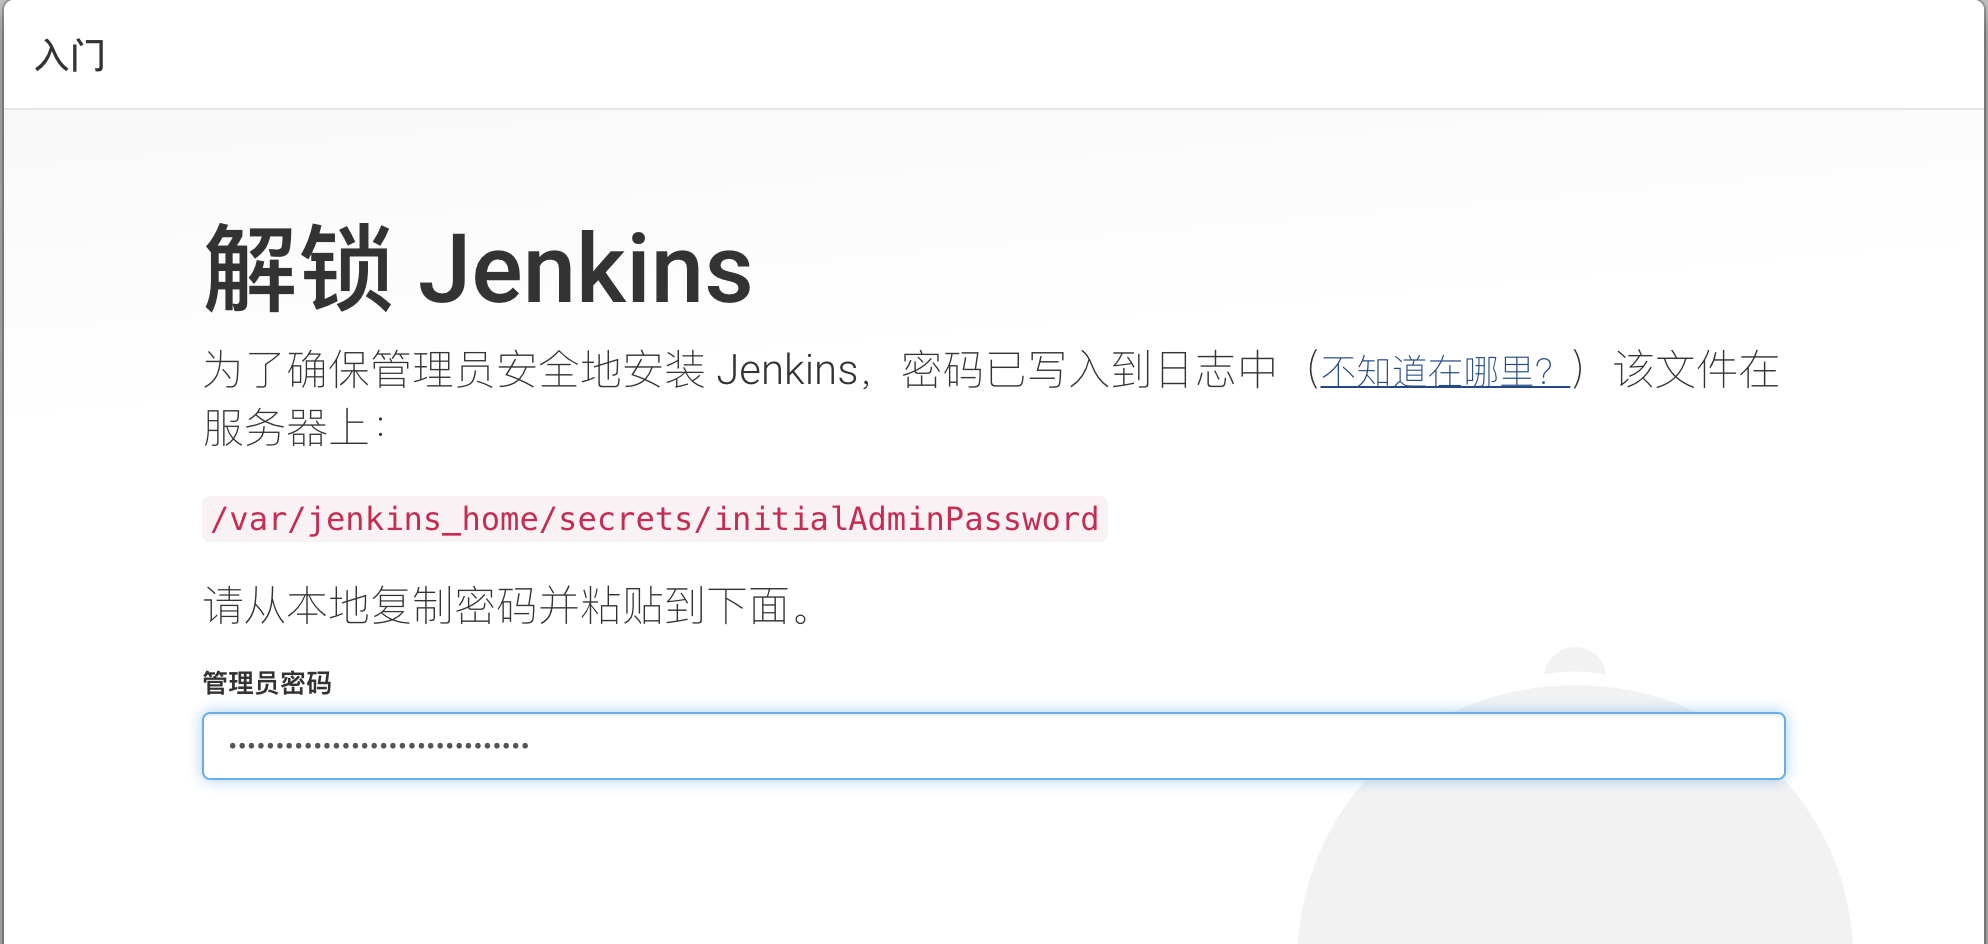 入门
解锁 Jenkins
为了确保管理员安全地安装 Jenkins，密码已写入到日志中（不知道在哪里？）该文件在
服务器上：
/var/jenkins_home/secrets/initialAdminPassword
请从本地复制密码并粘贴到下面。
管理员密码
••••••••••••••••••••••••••••••••